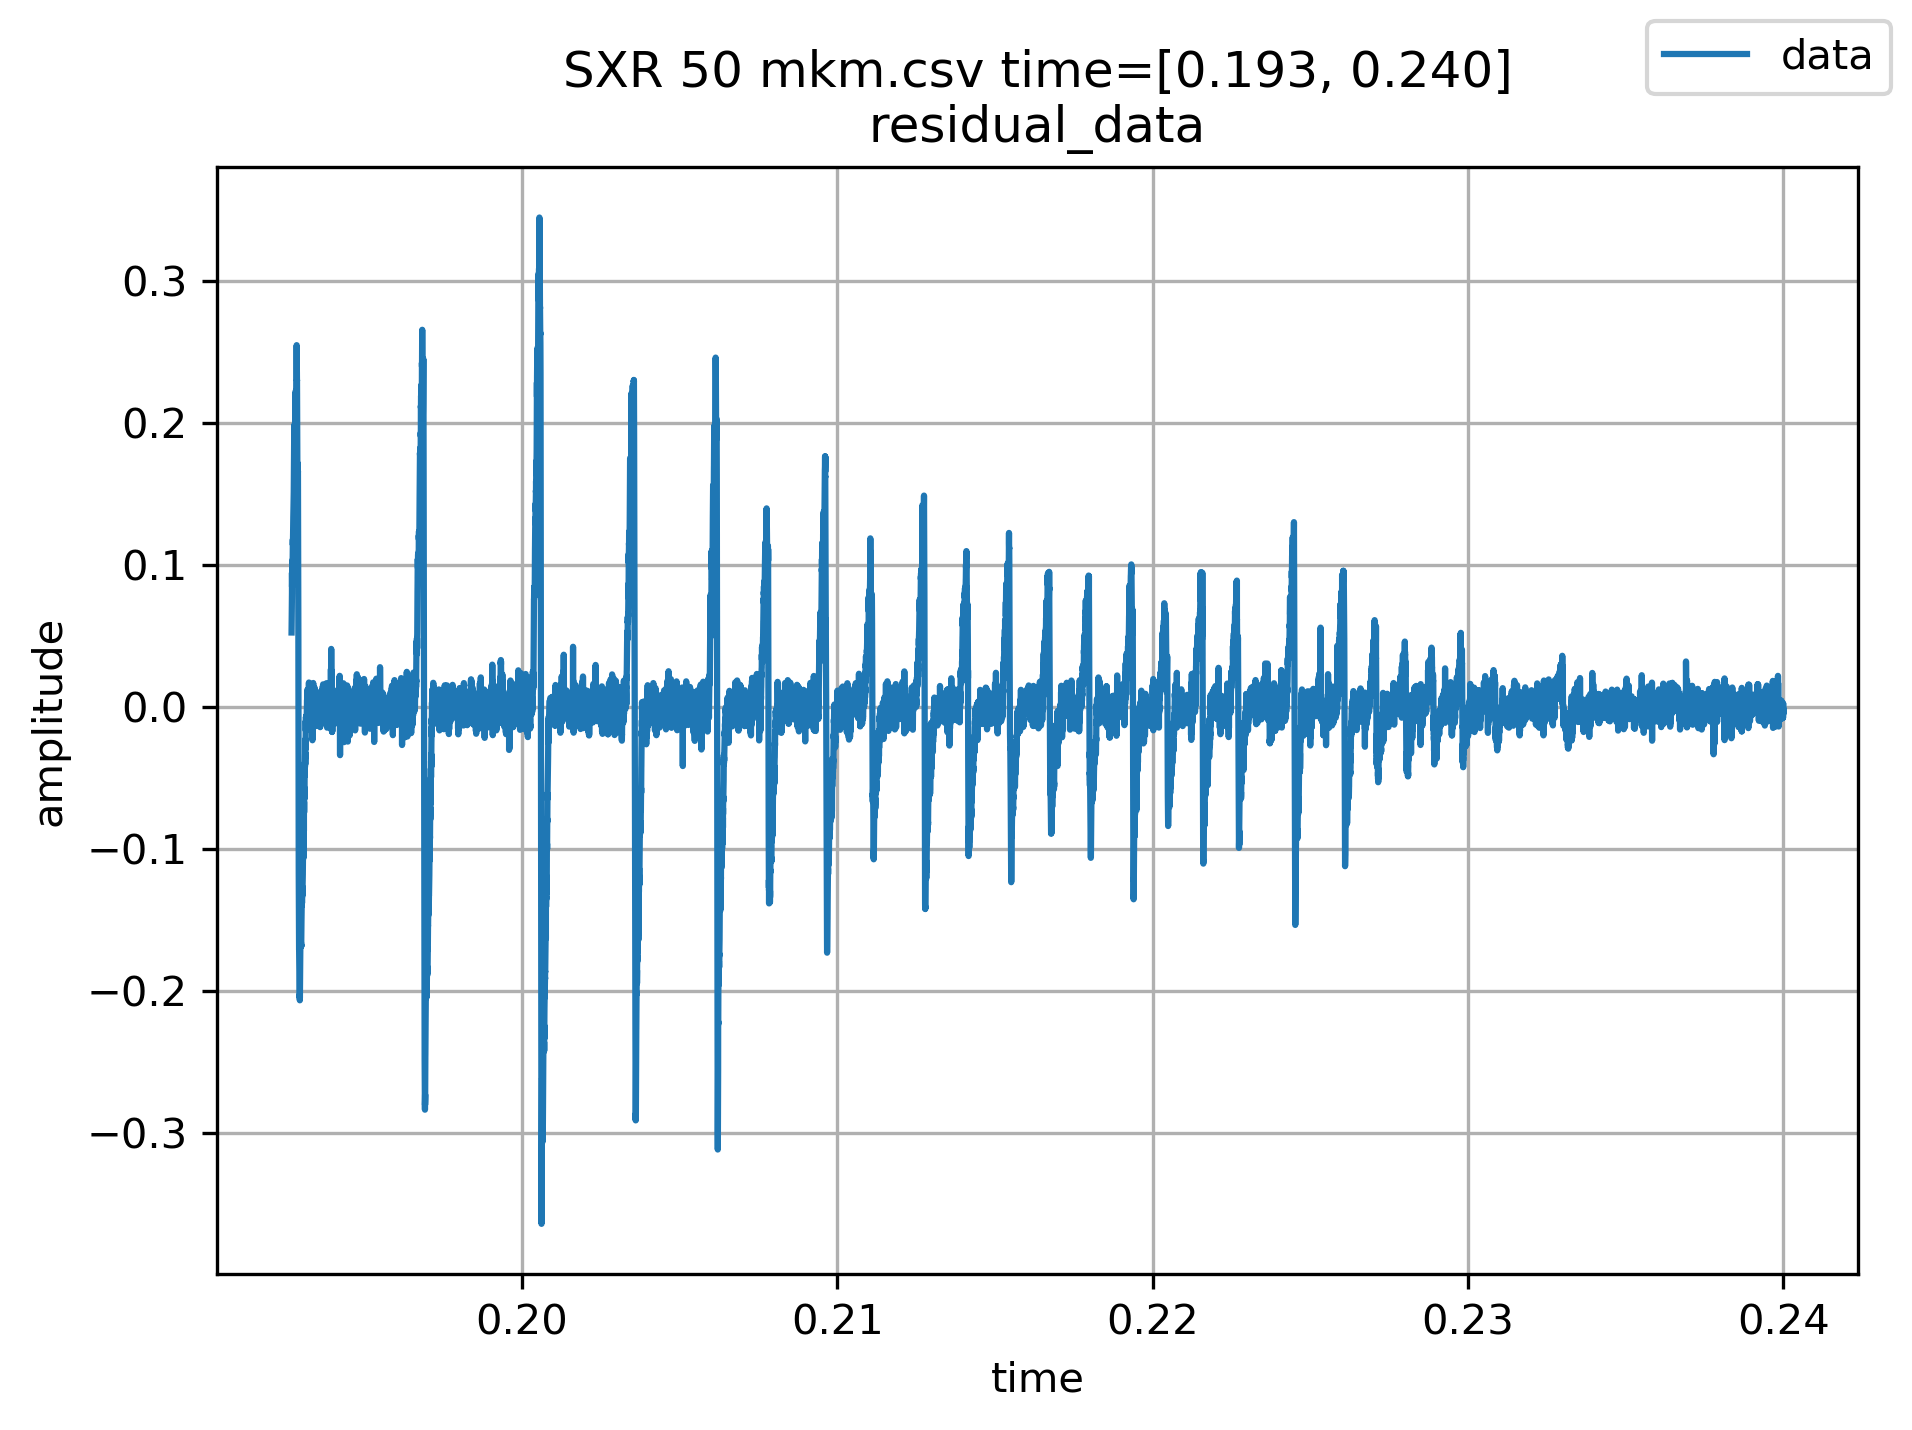 SXR 50 mkm.csv time=[0.193, 0.240]
residual_data
data
amplitude
0.3
0.2
0.1
0.0
−0.1
−0.2
−0.3
0.20
0.21
0.22
0.23
0.24
time